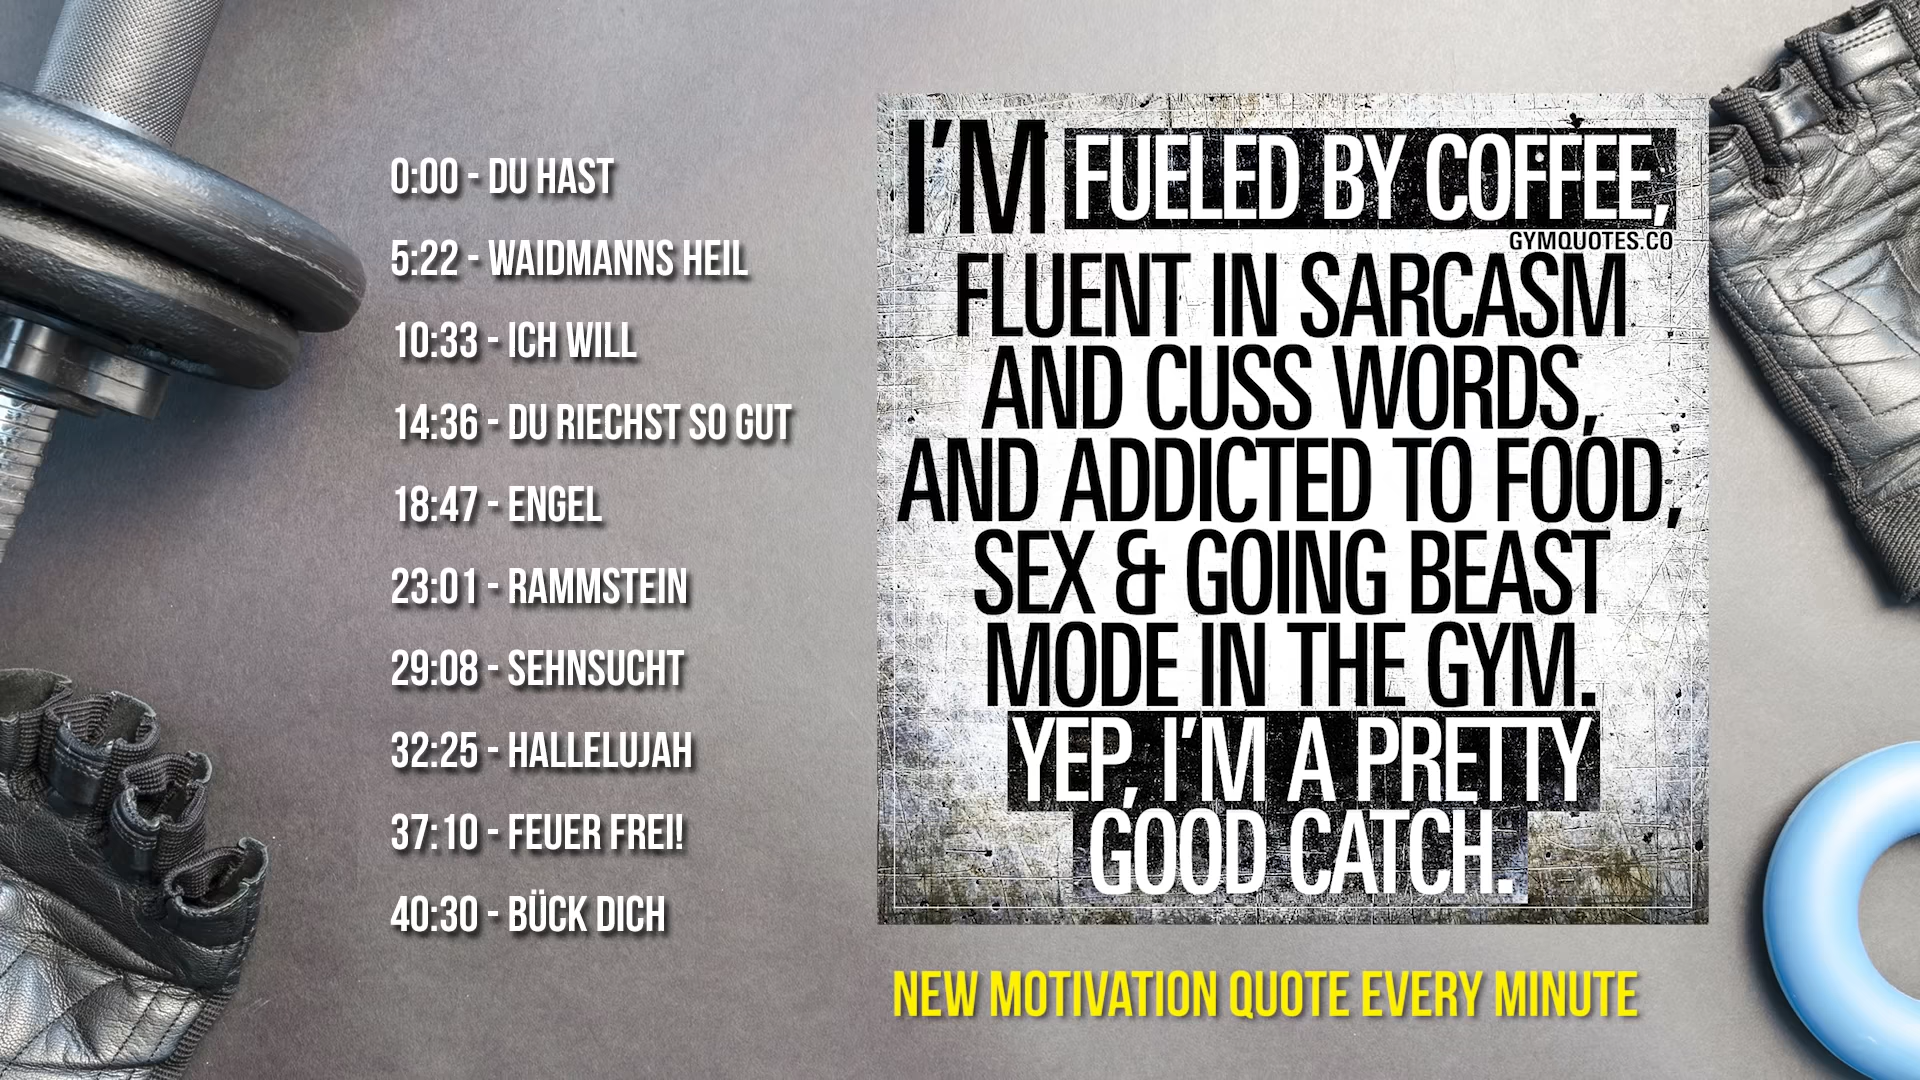 0:00 - DU HAST
5:22 - WAIDMANNS HEIL
10:33 - ICH WILL
14:36 - DU RIECHST SO GUT
18:47 - ENGEL
23:01 - RAMMSTEIN
29:08 - SEHNSUCHT
32:25 - HALLELUJAH
37:10 - FEUER FREI!
40:30 - BÜCK DICH
I'M FUELED BY COFFEE,
GYMQUOTES.CO
FLUENT IN SARCASM
AND CUSS WORDS,
AND ADDICTED TO FOOD,
SEX & GOING BEAST
MODE IN THE GYM.
YEP, I'M A PRETTY
GOOD CATCH.
NEW MOTIVATION QUOTE EVERY MINUTE